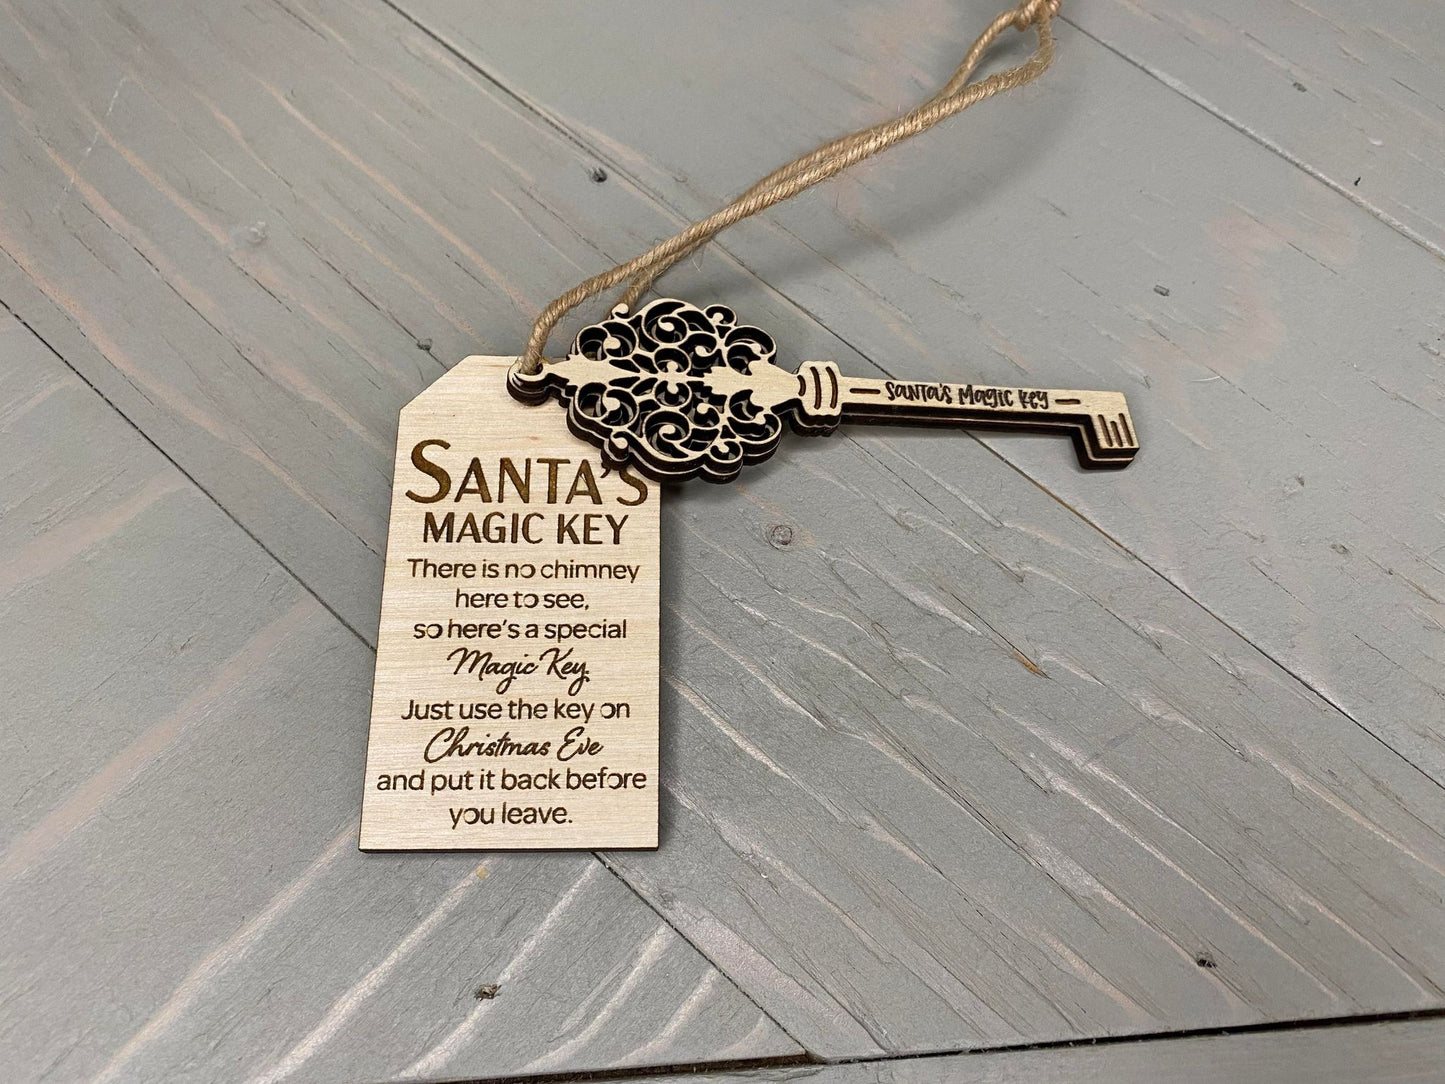 SANTA'S
MAGIC KEY
There is no chimney
here to see,
so here's a special
Magic Key.
Just use the key on
Christmas Eve
and put it back before
you leave.
— SANTA'S MAGIC KEY —